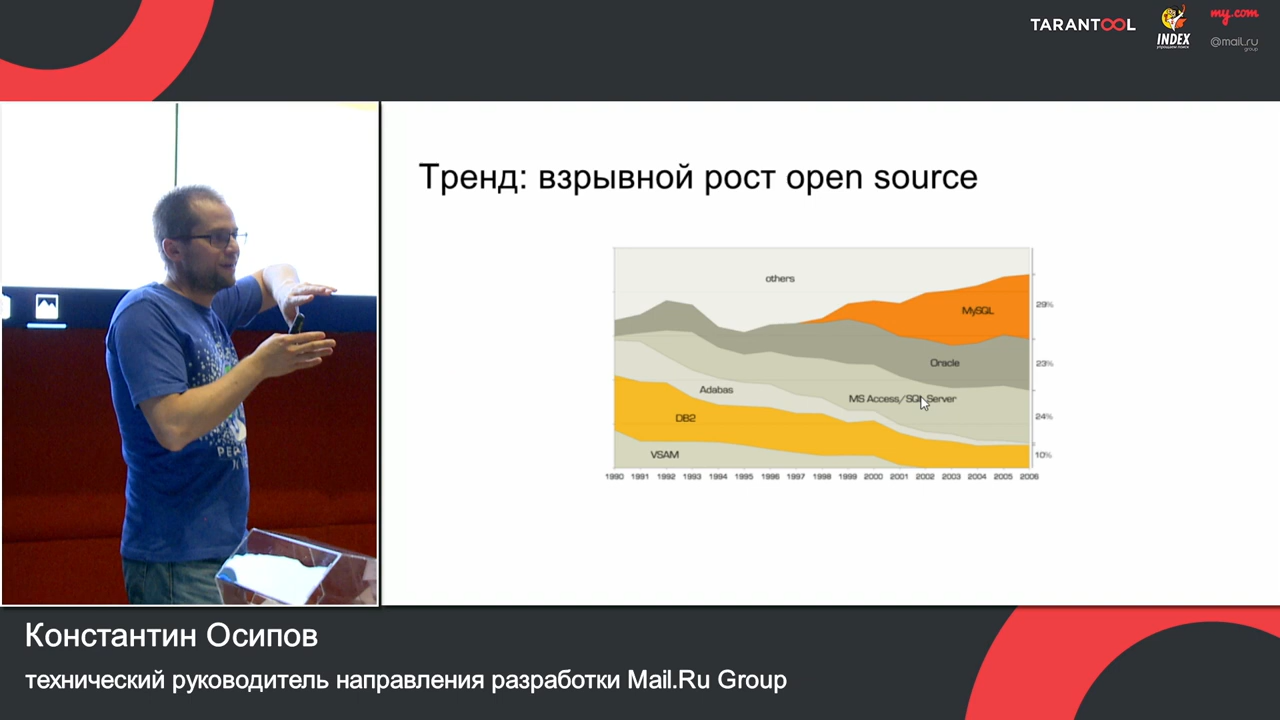 TARANTOOL
INDEX
my.com
@mail.ru
group
Тренд: взрывной рост open source
others
MySQL
29%
Oracle
23%
Adabas
MS Access/SQL Server
24%
DB2
VSAM
10%
1990 1991 1992 1993 1994 1995 1996 1997 1998 1999 2000 2001 2002 2003 2004 2005 2006
Константин Осипов
технический руководитель направления разработки Mail.Ru Group